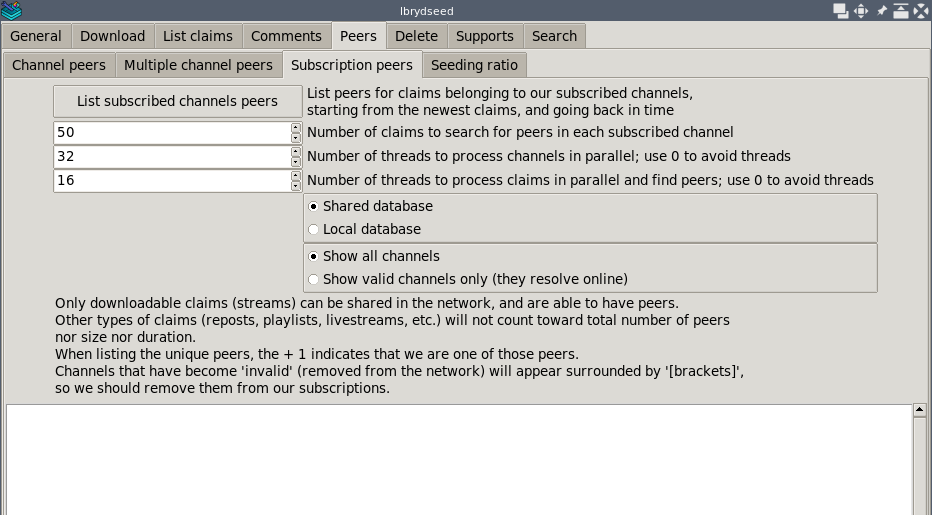 lbrydseed
General Download List claims Comments Peers Delete Supports Search
Channel peers Multiple channel peers Subscription peers Seeding ratio
List subscribed channels peers
List peers for claims belonging to our subscribed channels,
starting from the newest claims, and going back in time
50 Number of claims to search for peers in each subscribed channel
32 Number of threads to process channels in parallel; use 0 to avoid threads
16 Number of threads to process claims in parallel and find peers; use 0 to avoid threads
Shared database
Local database
Show all channels
Show valid channels only (they resolve online)
Only downloadable claims (streams) can be shared in the network, and are able to have peers.
Other types of claims (reposts, playlists, livestreams, etc.) will not count toward total number of peers
nor size nor duration.
When listing the unique peers, the + 1 indicates that we are one of those peers.
Channels that have become 'invalid' (removed from the network) will appear surrounded by '[brackets]',
so we should remove them from our subscriptions.